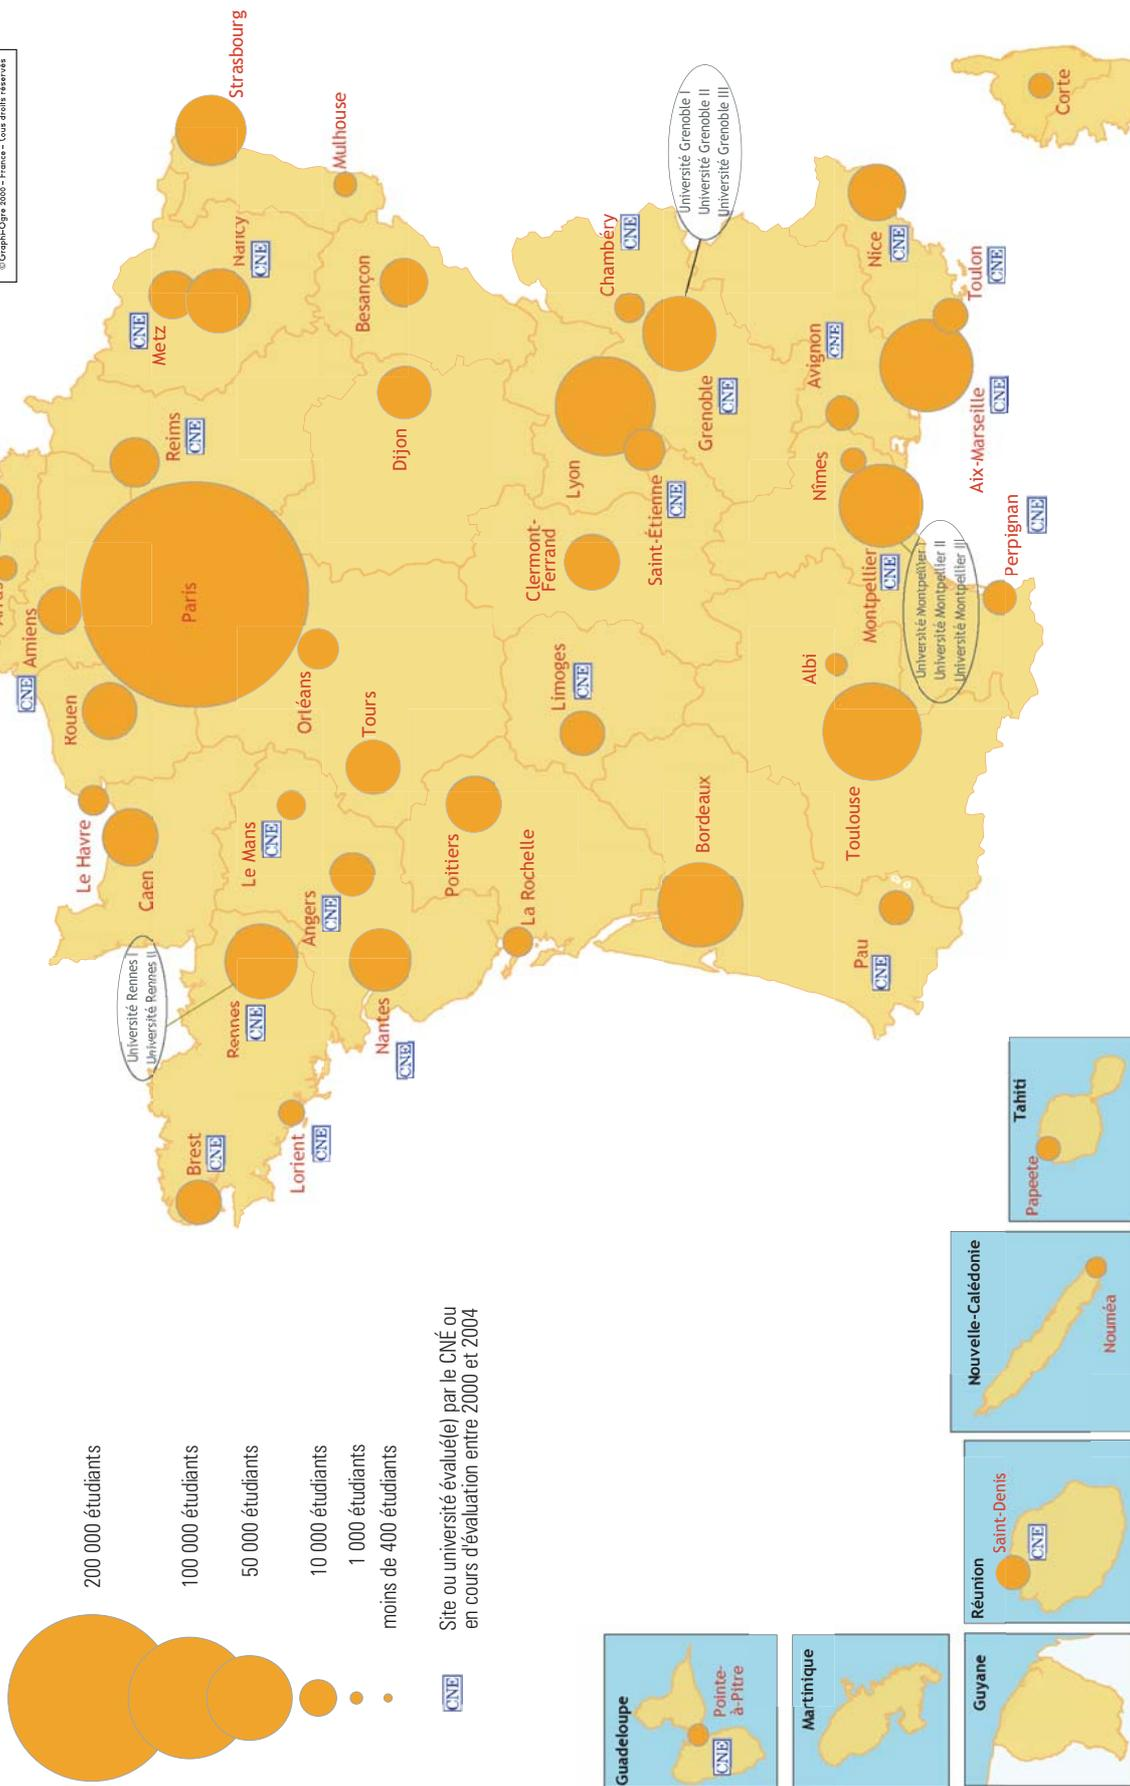 ©Graphi-Ogre 2000 - France - tous droits réservés
Amiens
CNE
Rouen
Le Havre
Caen
Paris
Reims
CNE
Metz
CNE
Nancy
CNE
Strasbourg
Mulhouse
Besançon
Dijon
Orléans
Tours
Le Mans
CNE
Angers
CNE
Université Rennes I
Université Rennes II
Rennes
CNE
Brest
CNE
Lorient
CNE
Nantes
CNE
Poitiers
La Rochelle
Limoges
CNE
Clermont-
Ferrand
Lyon
Saint-Étienne
CNE
Chambéry
CNE
Université Grenoble I
Université Grenoble II
Université Grenoble III
Grenoble
CNE
Bordeaux
Pau
CNE
Toulouse
Albi
Montpellier
CNE
Université Montpellier I
Université Montpellier II
Université Montpellier III
Perpignan
CNE
Nîmes
Avignon
CNE
Aix-Marseille
CNE
Toulon
CNE
Nice
CNE
Corte
200 000 étudiants
100 000 étudiants
50 000 étudiants
10 000 étudiants
1 000 étudiants
moins de 400 étudiants
CNE
Site ou université évalué(e) par le CNÉ ou
en cours d'évaluation entre 2000 et 2004
Guadeloupe
Pointe-
à-Pitre
CNE
Martinique
Guyane
Réunion
Saint-Denis
CNE
Nouvelle-Calédonie
Nouméa
Tahiti
Papeete